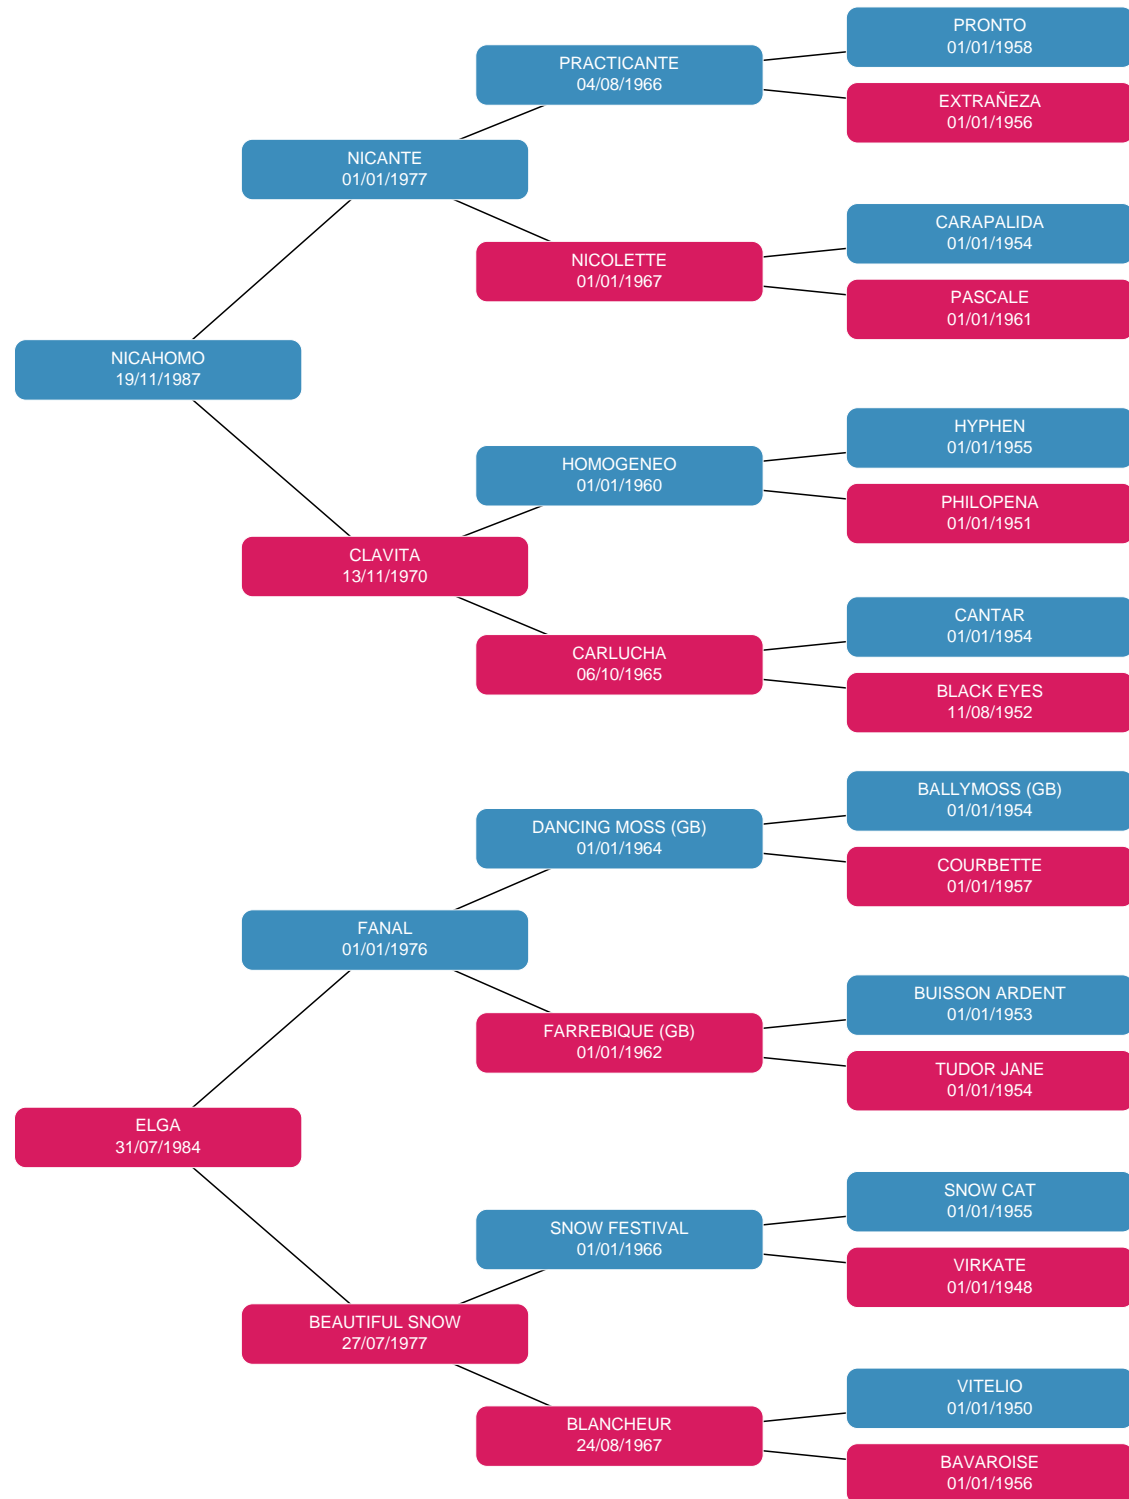 PRONTO
01/01/1958
PRACTICANTE
04/08/1966
EXTRAÑEZA
01/01/1956
NICANTE
01/01/1977
CARAPALIDA
01/01/1954
NICOLETTE
01/01/1967
PASCALE
01/01/1961
NICAHOMO
19/11/1987
HYPHEN
01/01/1955
HOMOGENEO
01/01/1960
PHILOPENA
01/01/1951
CLAVITA
13/11/1970
CANTAR
01/01/1954
CARLUCHA
06/10/1965
BLACK EYES
11/08/1952
BALLYMOSS (GB)
01/01/1954
DANCING MOSS (GB)
01/01/1964
COURBETTE
01/01/1957
FANAL
01/01/1976
BUISSON ARDENT
01/01/1953
FARREBIQUE (GB)
01/01/1962
TUDOR JANE
01/01/1954
ELGA
31/07/1984
SNOW CAT
01/01/1955
SNOW FESTIVAL
01/01/1966
VIRKATE
01/01/1948
BEAUTIFUL SNOW
27/07/1977
VITELIO
01/01/1950
BLANCHEUR
24/08/1967
BAVAROISE
01/01/1956